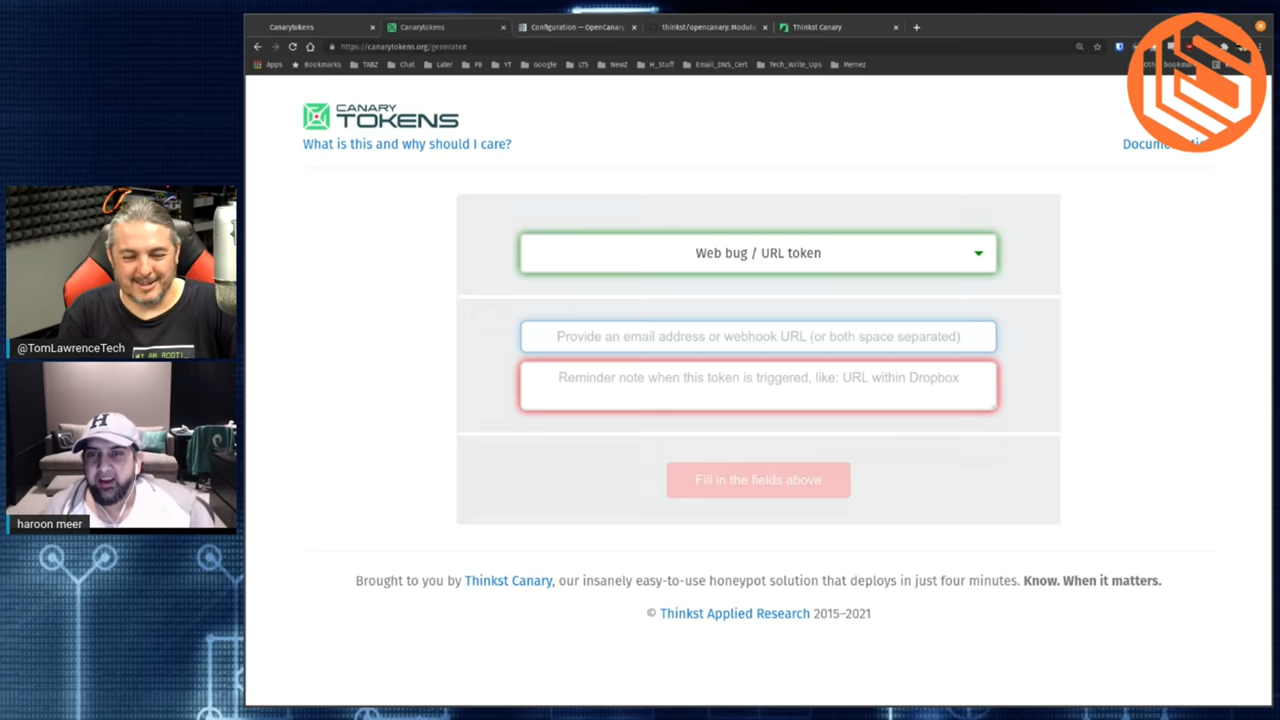 Canarytokens
Canarytokens
Configuration — OpenCanary
thinkst/opencanary: Modula
Thinkst Canary
https://canarytokens.org/generate#
Apps
Bookmarks
TABZ
Chat
Later
FB
YT
Google
LTS
NewZ
H_Stuff
Email_DNS_Cert
Tech_Write_Ups
Memez
CANARY
TOKENS
What is this and why should I care?
Web bug / URL token
Provide an email address or webhook URL (or both space separated)
Reminder note when this token is triggered, like: URL within Dropbox
Fill in the fields above
Brought to you by Thinkst Canary, our insanely easy-to-use honeypot solution that deploys in just four minutes. Know. When it matters.
© Thinkst Applied Research 2015–2021
@TomLawrenceTech
H
haroon meer